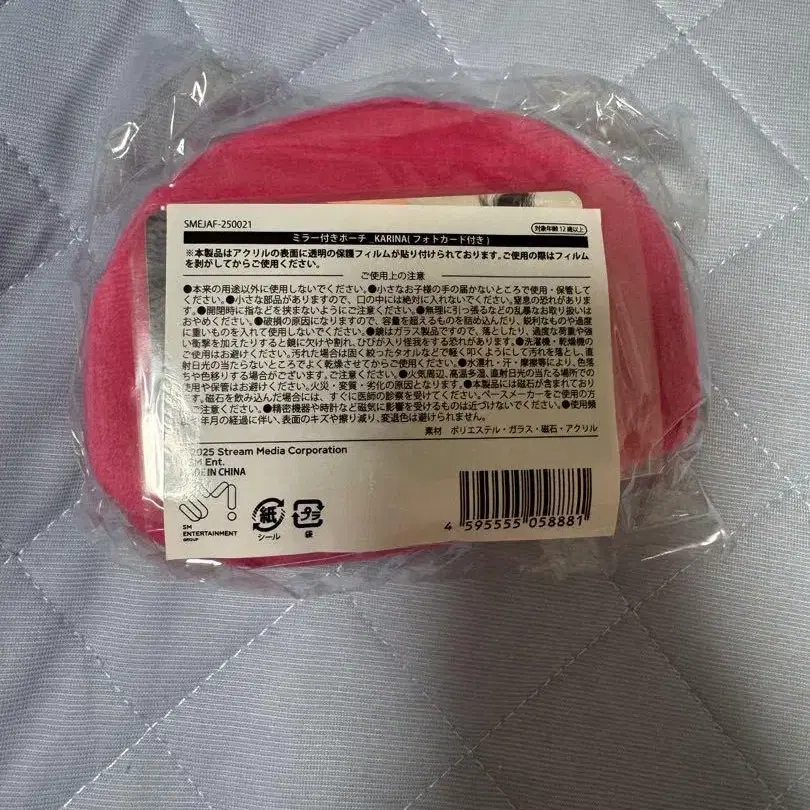 SMEJAF-250021
ミラー付きポーチ _KARINA( フォトカード付き )
対象年齢 12 歳以上
※本製品はアクリルの表面に透明の保護フィルムが貼り付けられております。ご使用の際はフィルム
を剥がしてからご使用ください。
ご使用上の注意
●本来の用途以外に使用しないでください。●小さなお子様の手の届かないところで使用・保管して
ください。●小さな部品がありますので、口の中には絶対に入れないでください。窒息の恐れがありま
す。●開閉時に指などを挟まないようにご注意ください。●無理に引っ張るなどの乱暴なお取り扱いは
おやめください。●破損の原因になりますので、容量を超えるものを詰め込んだり、鋭利なものや過度
に重いものを入れて使用しないでください。●鏡はガラス製品ですので、落としたり、過度な荷重や強
い衝撃を加えたりすると鏡に欠けや割れ、ひびが入り怪我をする恐れがあります。●洗濯機・乾燥機の
ご使用はお避けください。汚れた場合は固く絞ったタオルなどで軽く叩くようにして汚れを落とし、直
射日光の当たらないところでよく乾燥させてからご使用ください。●水濡れ・汗・摩擦等により、色落
ちや色移りする場合がございます。ご注意ください。●火気周辺、高温多湿、直射日光の当たる場所での
使用や保管はお避けください。火災・変質・劣化の原因となります。●本製品には磁石が含まれておりま
す。磁石を飲み込んだ場合には、すぐに医師の診察を受けてください。ペースメーカーをご使用の方
はご注意ください。●精密機器や時計など磁気に影響を受けるものは近づけないでください。●使用頻
年月の経過に伴い、表面のキズや擦り減り、変退色は避けられません。
素材 ポリエステル・ガラス・磁石・アクリル
2025 Stream Media Corporation
SM Ent.
DE IN CHINA
SM
ENTERTAINMENT
GROUP
紙
シール
プラ
袋
4 595555 058881